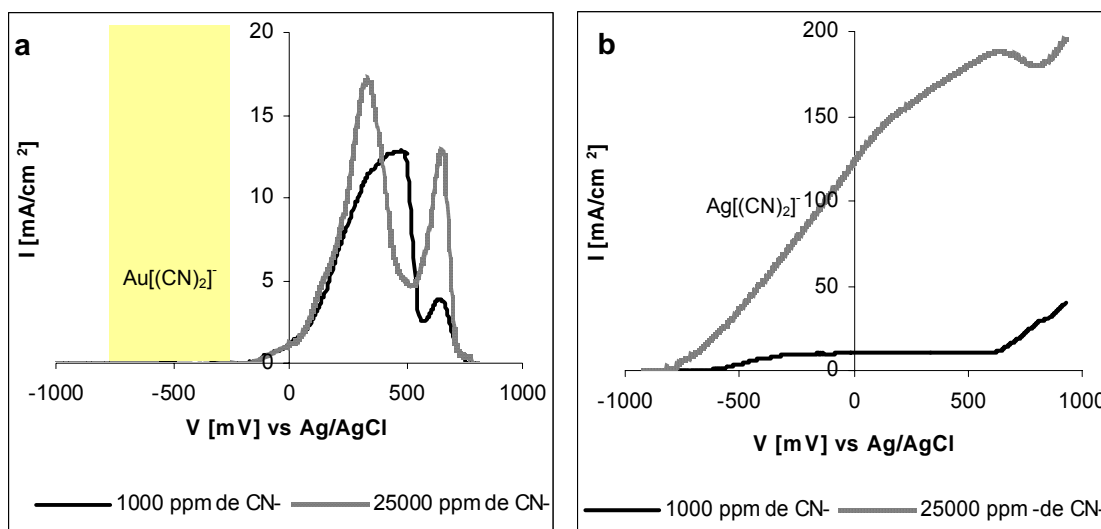 a
20
15
10
5
0
I [mA/cm ²]
Au[(CN)₂]⁻
-1000 -500 0 500 1000
V [mV] vs Ag/AgCl
1000 ppm de CN- 25000 ppm de CN-
b
200
150
100
50
0
I [mA/cm ²]
Ag[(CN)₂]⁻
-1000 -500 0 500 1000
V [mV] vs Ag/AgCl
1000 ppm de CN- 25000 ppm -de CN-